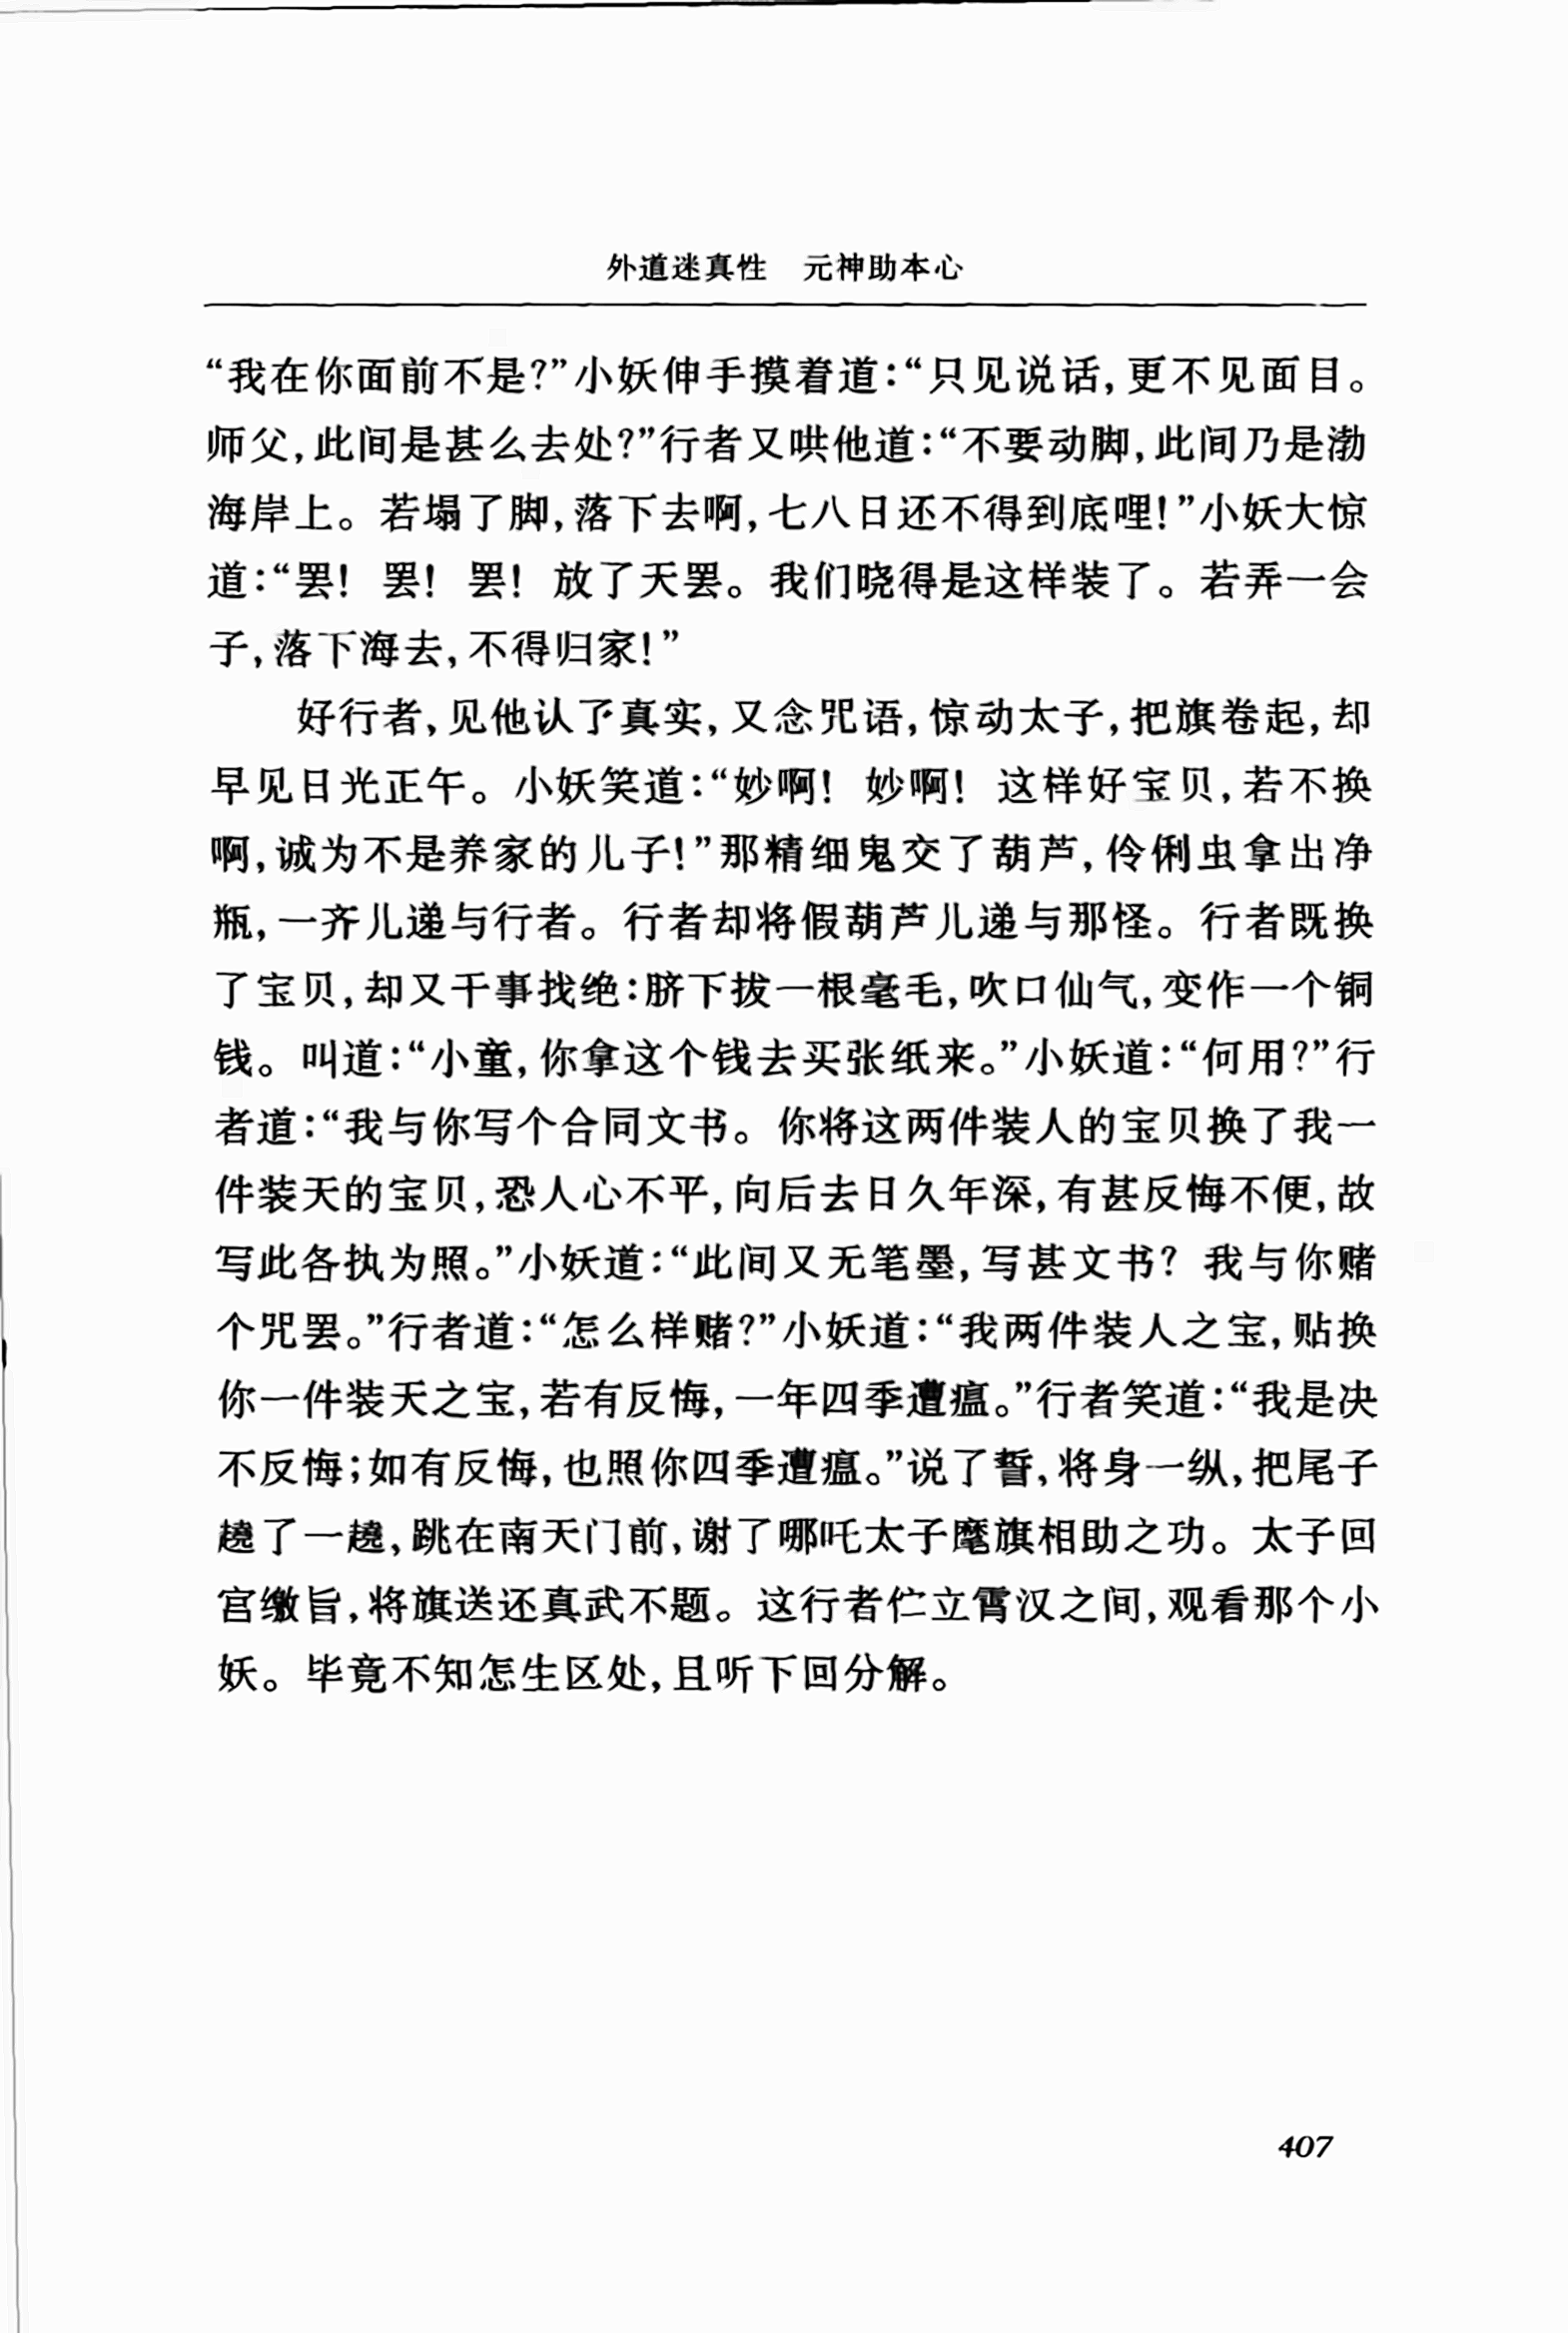 外道迷真性　元神助本心
“我在你面前不是?”小妖伸手摸着道:“只见说话,更不见面目。
师父,此间是甚么去处?”行者又哄他道:“不要动脚,此间乃是渤
海岸上。若塌了脚,落下去啊,七八日还不得到底哩!”小妖大惊
道:“罢! 罢! 罢! 放了天罢。我们晓得是这样装了。若弄一会
子,落下海去,不得归家!”
好行者,见他认了真实,又念咒语,惊动太子,把旗卷起,却
早见日光正午。小妖笑道:“妙啊! 妙啊! 这样好宝贝,若不换
啊,诚为不是养家的儿子!”那精细鬼交了葫芦,伶俐虫拿出净
瓶,一齐儿递与行者。行者却将假葫芦儿递与那怪。行者既换
了宝贝,却又干事找绝:脐下拔一根毫毛,吹口仙气,变作一个铜
钱。叫道:“小童,你拿这个钱去买张纸来。”小妖道:“何用?”行
者道:“我与你写个合同文书。你将这两件装人的宝贝换了我一
件装天的宝贝,恐人心不平,向后去日久年深,有甚反悔不便,故
写此各执为照。”小妖道:“此间又无笔墨,写甚文书? 我与你赌
个咒罢。”行者道:“怎么样赌?”小妖道:“我两件装人之宝,贴换
你一件装天之宝,若有反悔,一年四季遭瘟。”行者笑道:“我是决
不反悔;如有反悔,也照你四季遭瘟。”说了誓,将身一纵,把尾子
趬了一趬,跳在南天门前,谢了哪吒太子麾旗相助之功。太子回
宫缴旨,将旗送还真武不题。这行者伫立霄汉之间,观看那个小
妖。毕竟不知怎生区处,且听下回分解。
407